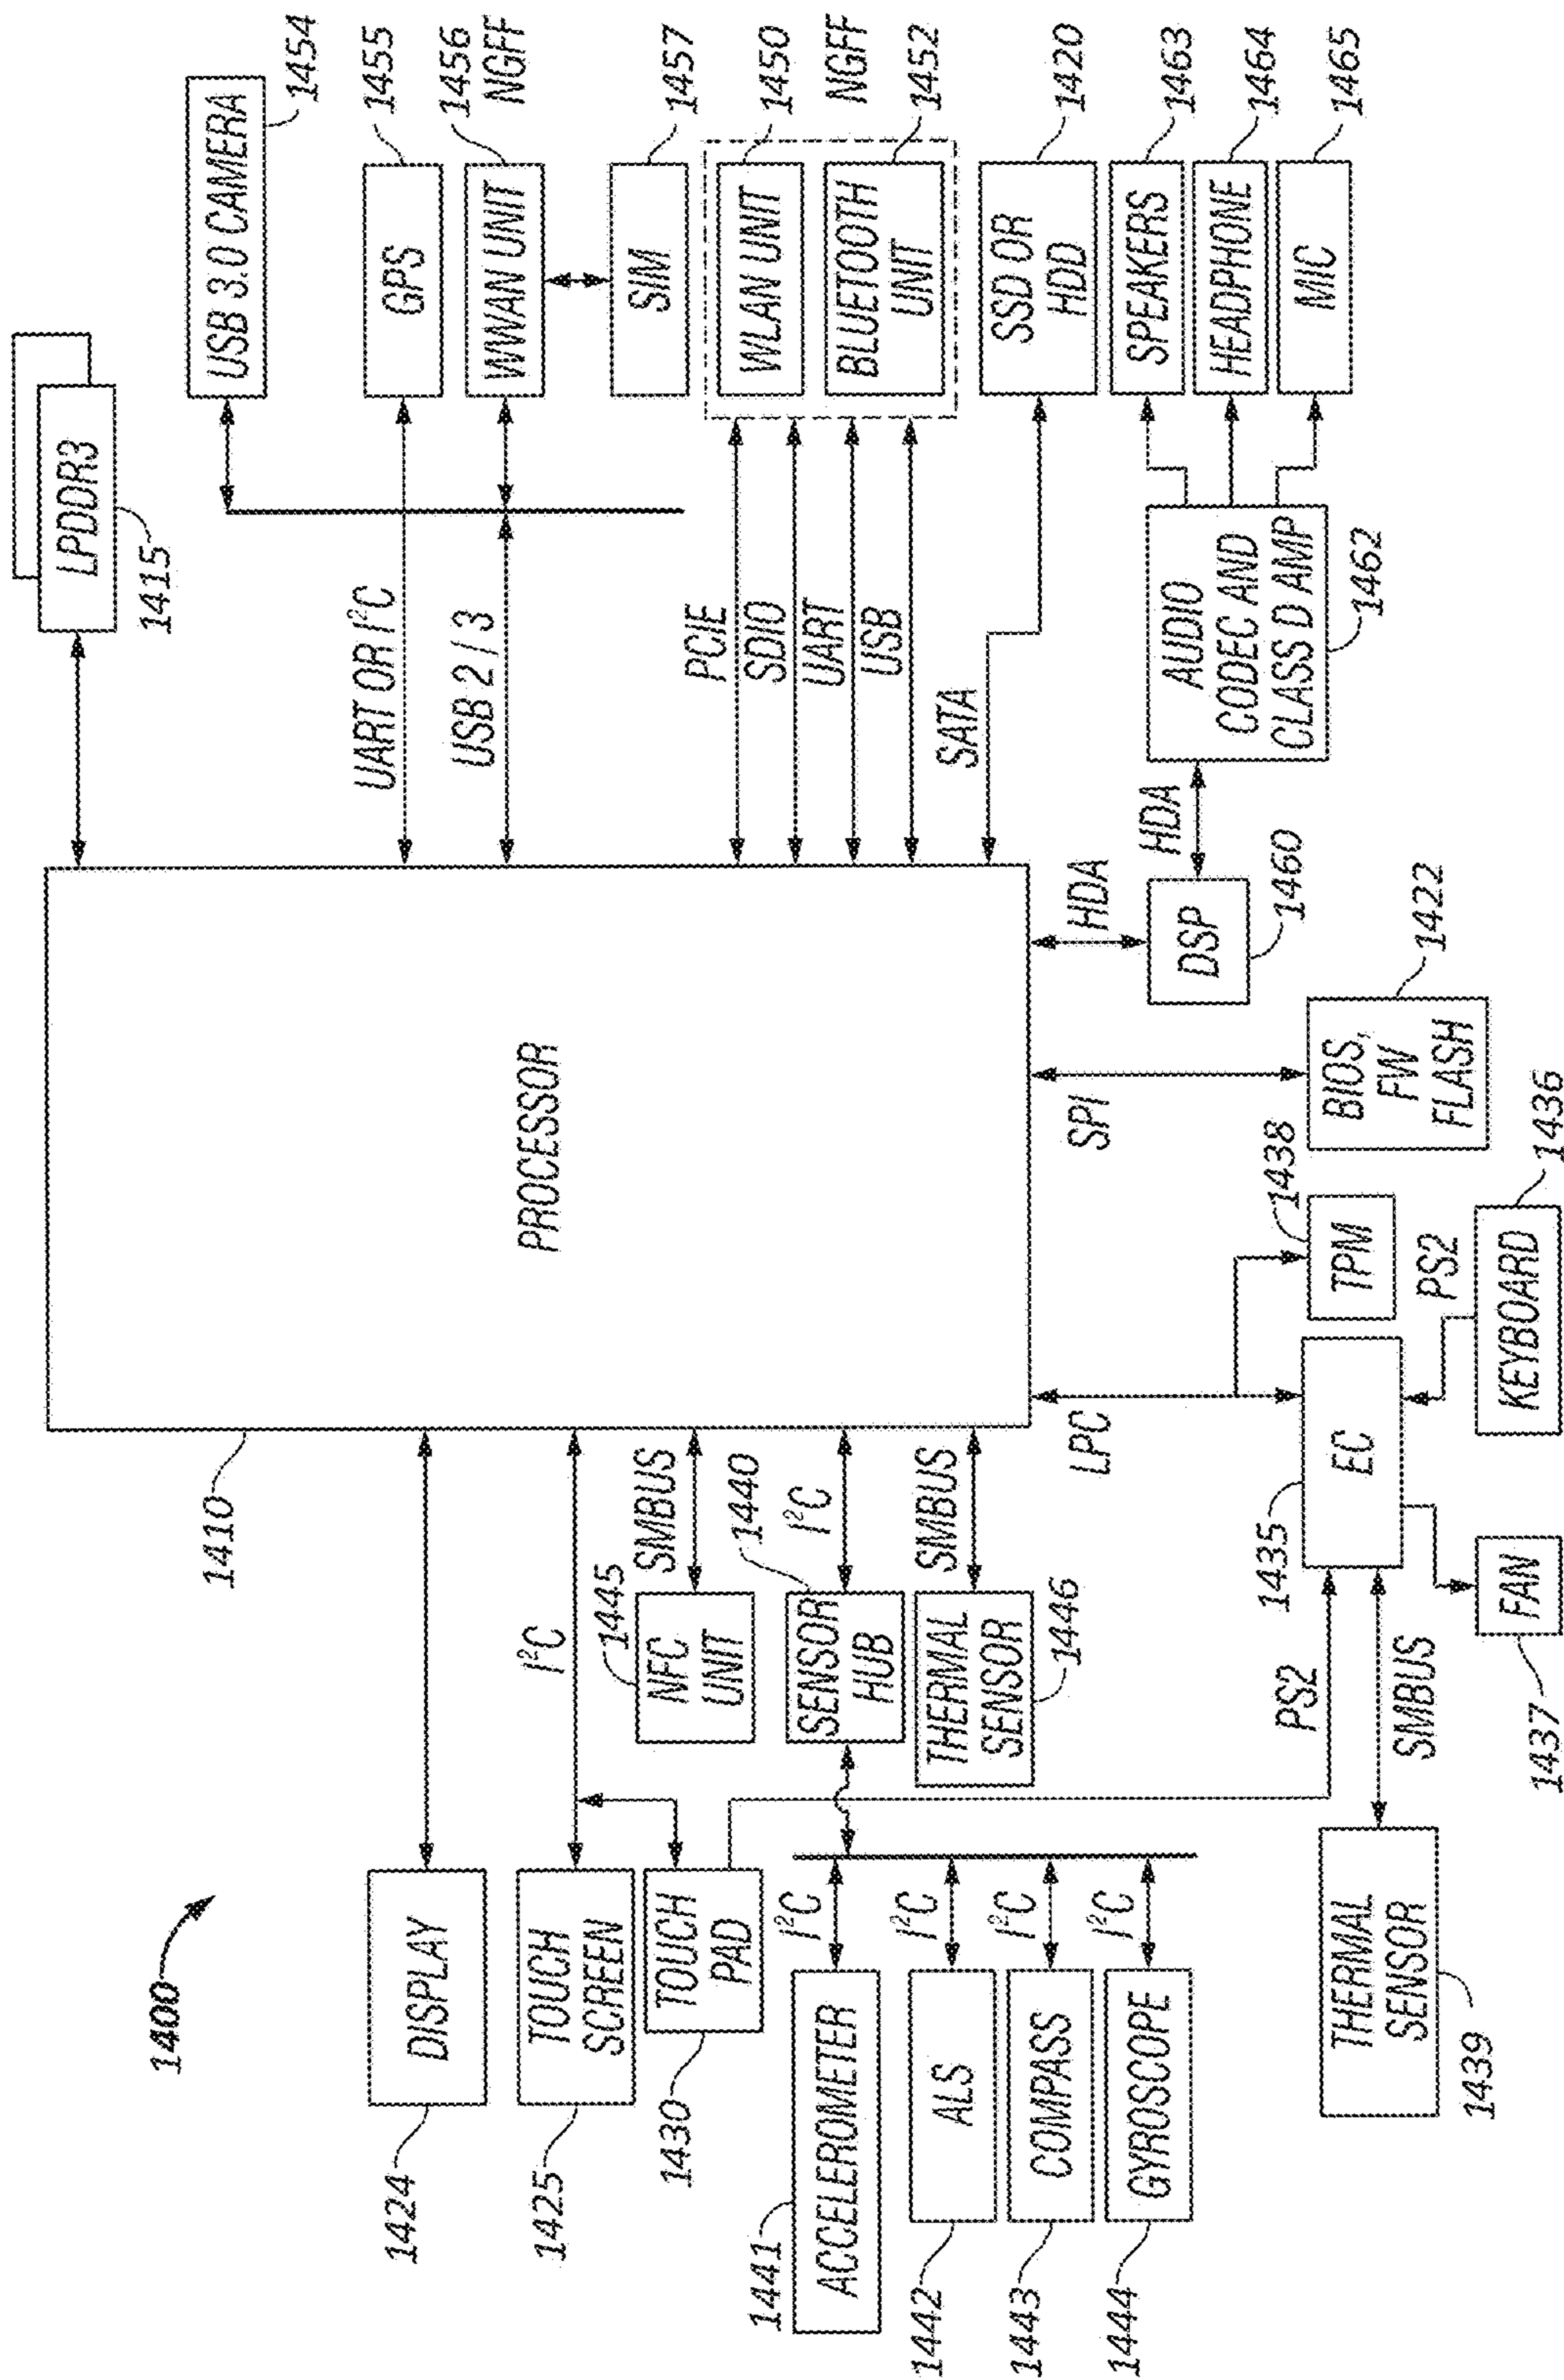 1400
1410
PROCESSOR
LPDDR3
1415
USB 3.0 CAMERA
1454
DISPLAY
1424
UART OR I²C
GPS
1455
USB 2 / 3
WWAN UNIT
1456
NGFF
SIM
1457
TOUCH
SCREEN
1425
I²C
TOUCH
PAD
1430
NFC
UNIT
1445
SMBUS
SENSOR
HUB
1440
I²C
THERMAL
SENSOR
1446
SMBUS
PCIE
SDIO
UART
USB
WLAN UNIT
1450
BLUETOOTH
UNIT
NGFF
1452
SATA
SSD OR
HDD
1420
ACCELEROMETER
1441
I²C
ALS
1442
I²C
COMPASS
1443
I²C
GYROSCOPE
1444
I²C
LPC
SPI
HDA
DSP
1460
HDA
AUDIO
CODEC AND
CLASS D AMP
1462
SPEAKERS
1463
HEADPHONE
1464
MIC
1465
THERMAL
SENSOR
1439
PS2
SMBUS
EC
1435
TPM
1438
BIOS,
FW
FLASH
1422
FAN
1437
PS2
KEYBOARD
1436